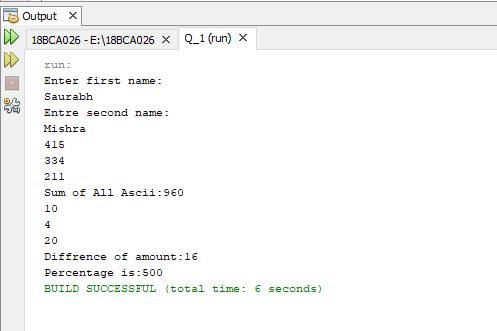 Output
18BCA026 - E:\18BCA026 Q_1 (run)
run:
Enter first name:
Saurabh
Entre second name:
Mishra
415
334
211
Sum of All Ascii:960
10
4
20
Diffrence of amount:16
Percentage is:500
BUILD SUCCESSFUL (total time: 6 seconds)